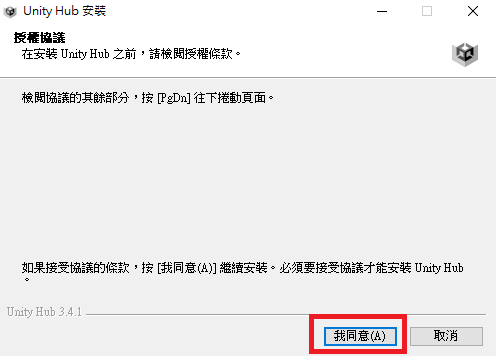 Unity Hub 安裝
授權協議
在安裝 Unity Hub 之前，請檢閱授權條款。
檢閱協議的其餘部分，按 [PgDn] 往下捲動頁面。
如果接受協議的條款，按 [我同意(A)] 繼續安裝。必須要接受協議才能安裝 Unity Hub
。
Unity Hub 3.4.1
我同意(A)
取消